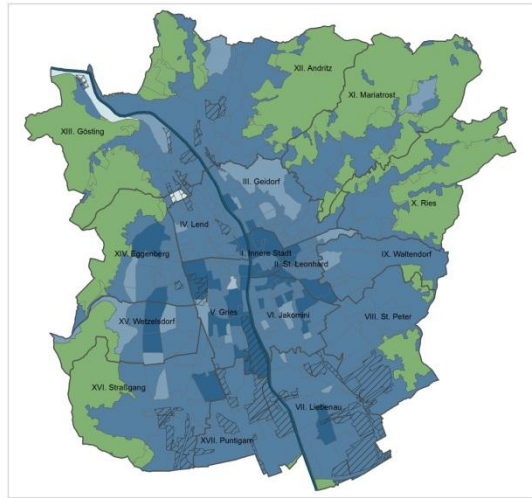 XII. Andritz
XI. Mariatrost
XIII. Gösting
III. Geidorf
X. Ries
IV. Lend
XIV. Eggenberg
I. Innere Stadt
IX. Waltendorf
II. St. Leonhard
XV. Wetzelsdorf
V. Gries
VI. Jakomini
VIII. St. Peter
XVI. Straßgang
VII. Liebenau
XVII. Puntigam